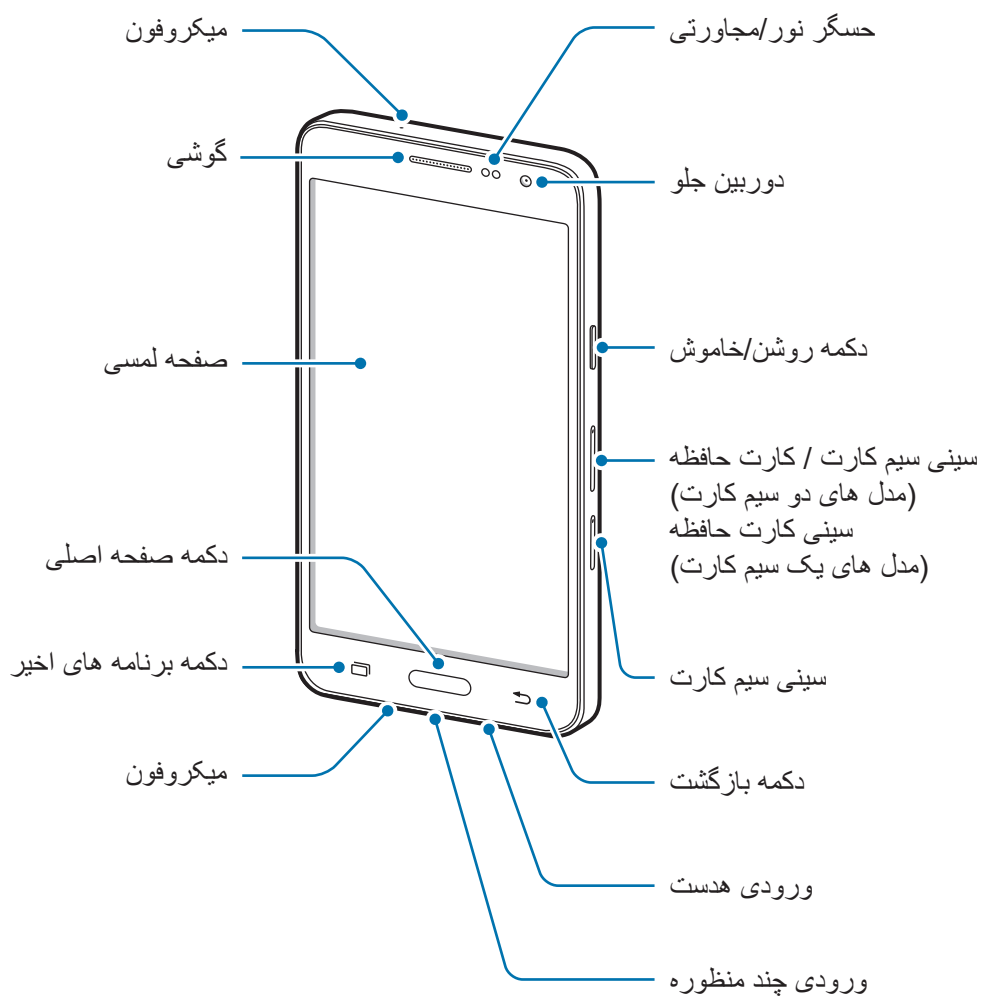 میکروفون
حسگر نور/مجاورتی
گوشی
دوربین جلو
صفحه لمسی
دکمه روشن/خاموش
سینی سیم کارت / کارت حافظه
(مدل های دو سیم کارت)
سینی کارت حافظه
(مدل های یک سیم کارت)
دکمه صفحه اصلی
دکمه برنامه های اخیر
سینی سیم کارت
میکروفون
دکمه بازگشت
ورودی هدست
ورودی چند منظوره